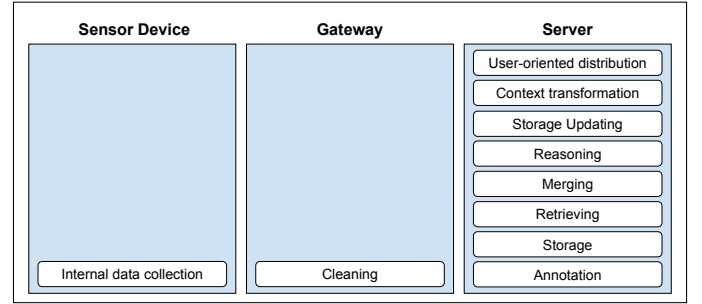 Sensor Device
Internal data collection
Gateway
Cleaning
Server
User-oriented distribution
Context transformation
Storage Updating
Reasoning
Merging
Retrieving
Storage
Annotation